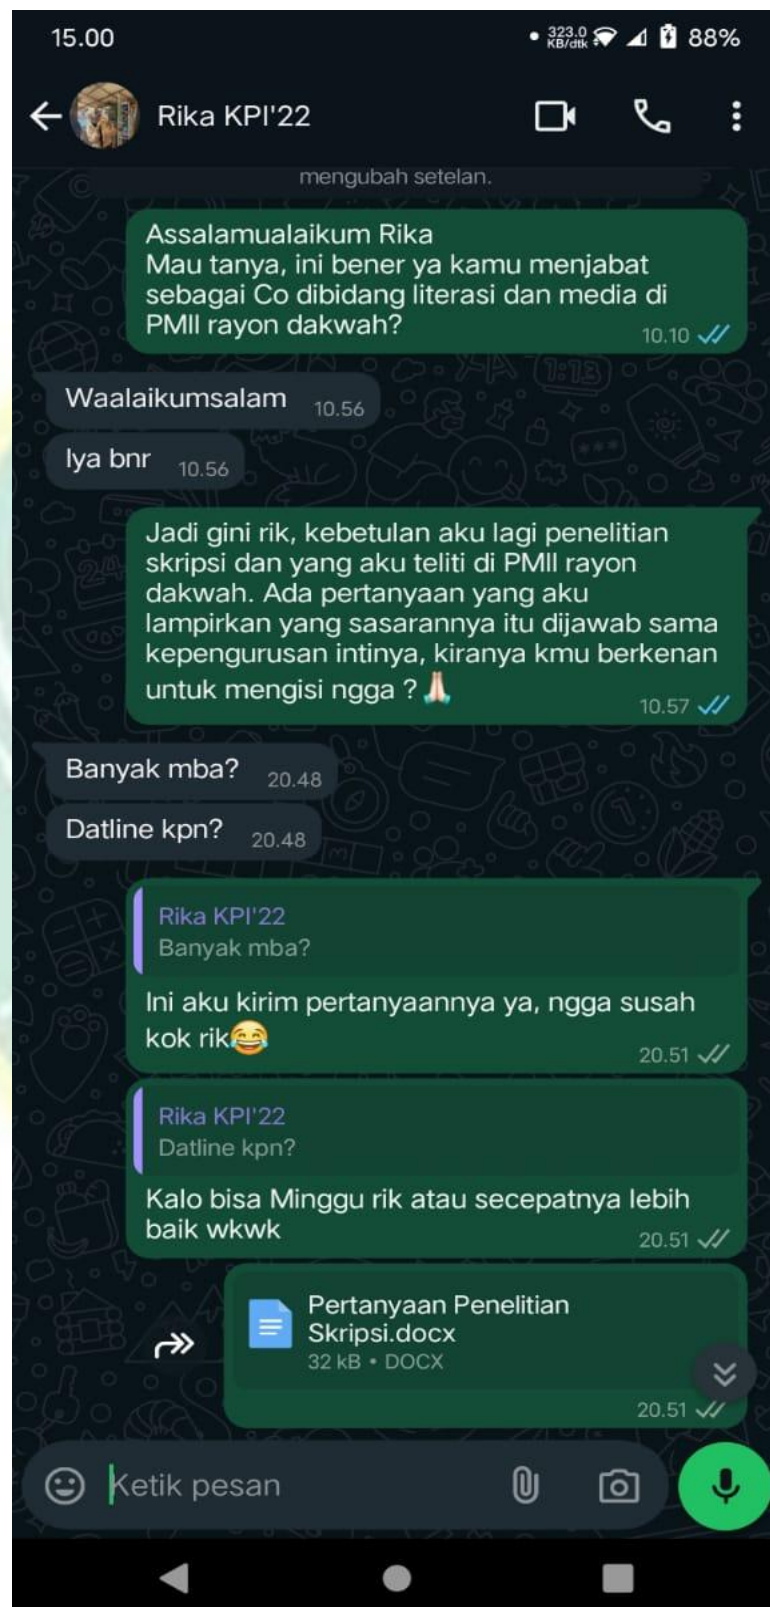 15.00
323.0
KB/dtk
88%
Rika KPI'22
mengubah setelan.
Assalamualaikum Rika
Mau tanya, ini bener ya kamu menjabat
sebagai Co dibidang literasi dan media di
PMII rayon dakwah?
10.10
Waalaikumsalam 10.56
Iya bnr 10.56
Jadi gini rik, kebetulan aku lagi penelitian
skripsi dan yang aku teliti di PMII rayon
dakwah. Ada pertanyaan yang aku
lampirkan yang sasarannya itu dijawab sama
kepengurusan intinya, kiranya kmu berkenan
untuk mengisi ngga ? 🙏🏻
10.57
Banyak mba? 20.48
Datline kpn? 20.48
Rika KPI'22
Banyak mba?
Ini aku kirim pertanyaannya ya, ngga susah
kok rik😂
20.51
Rika KPI'22
Datline kpn?
Kalo bisa Minggu rik atau secepatnya lebih
baik wkwk
20.51
Pertanyaan Penelitian
Skripsi.docx
32 kB • DOCX
20.51
Ketik pesan